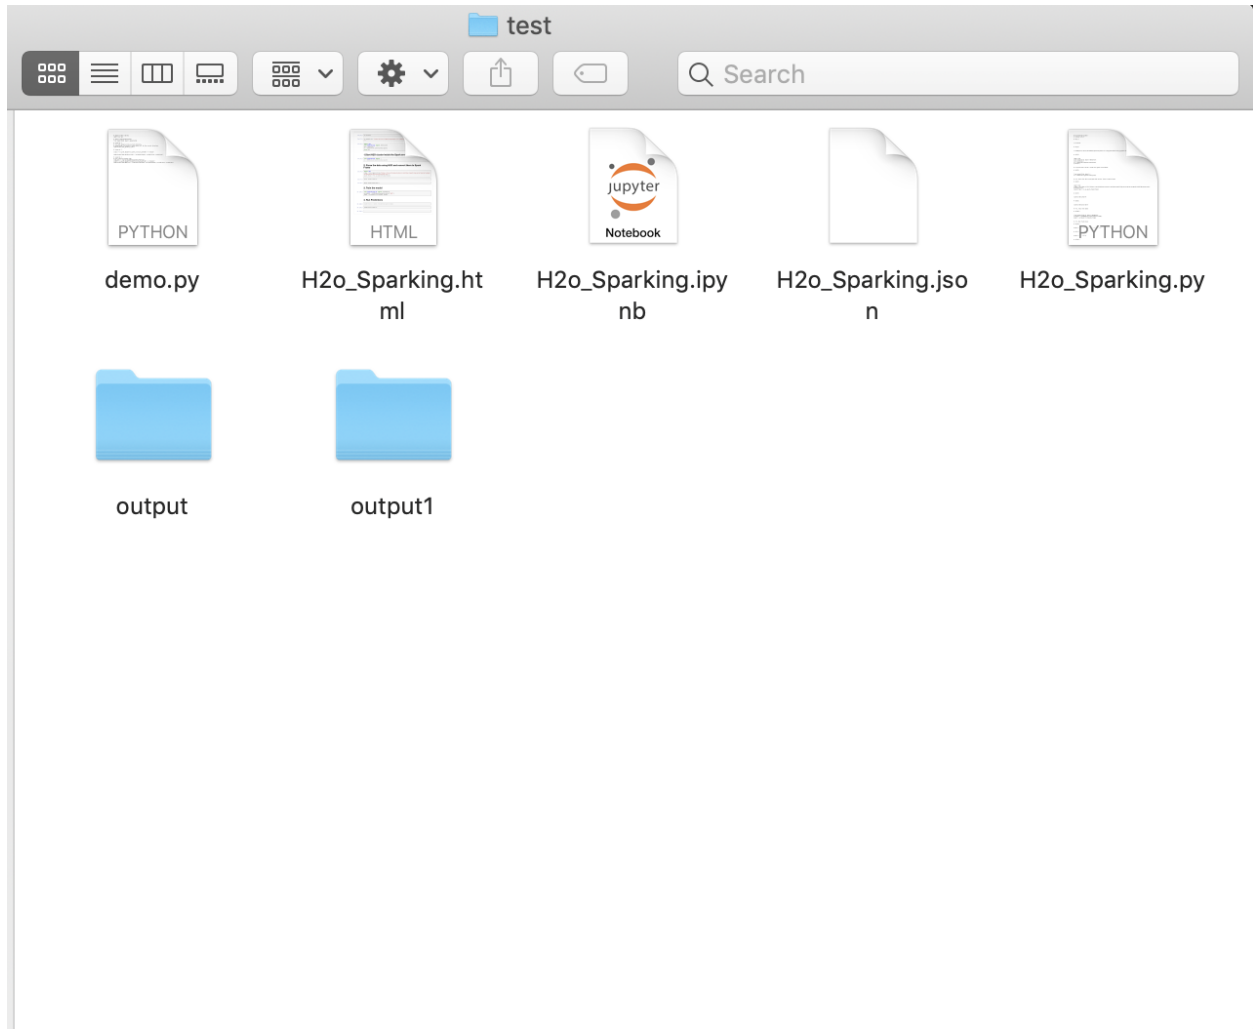 test
Search
PYTHON
HTML
jupyter
Notebook
PYTHON
demo.py
H2o_Sparking.ht
ml
H2o_Sparking.ipy
nb
H2o_Sparking.jso
n
H2o_Sparking.py
output
output1